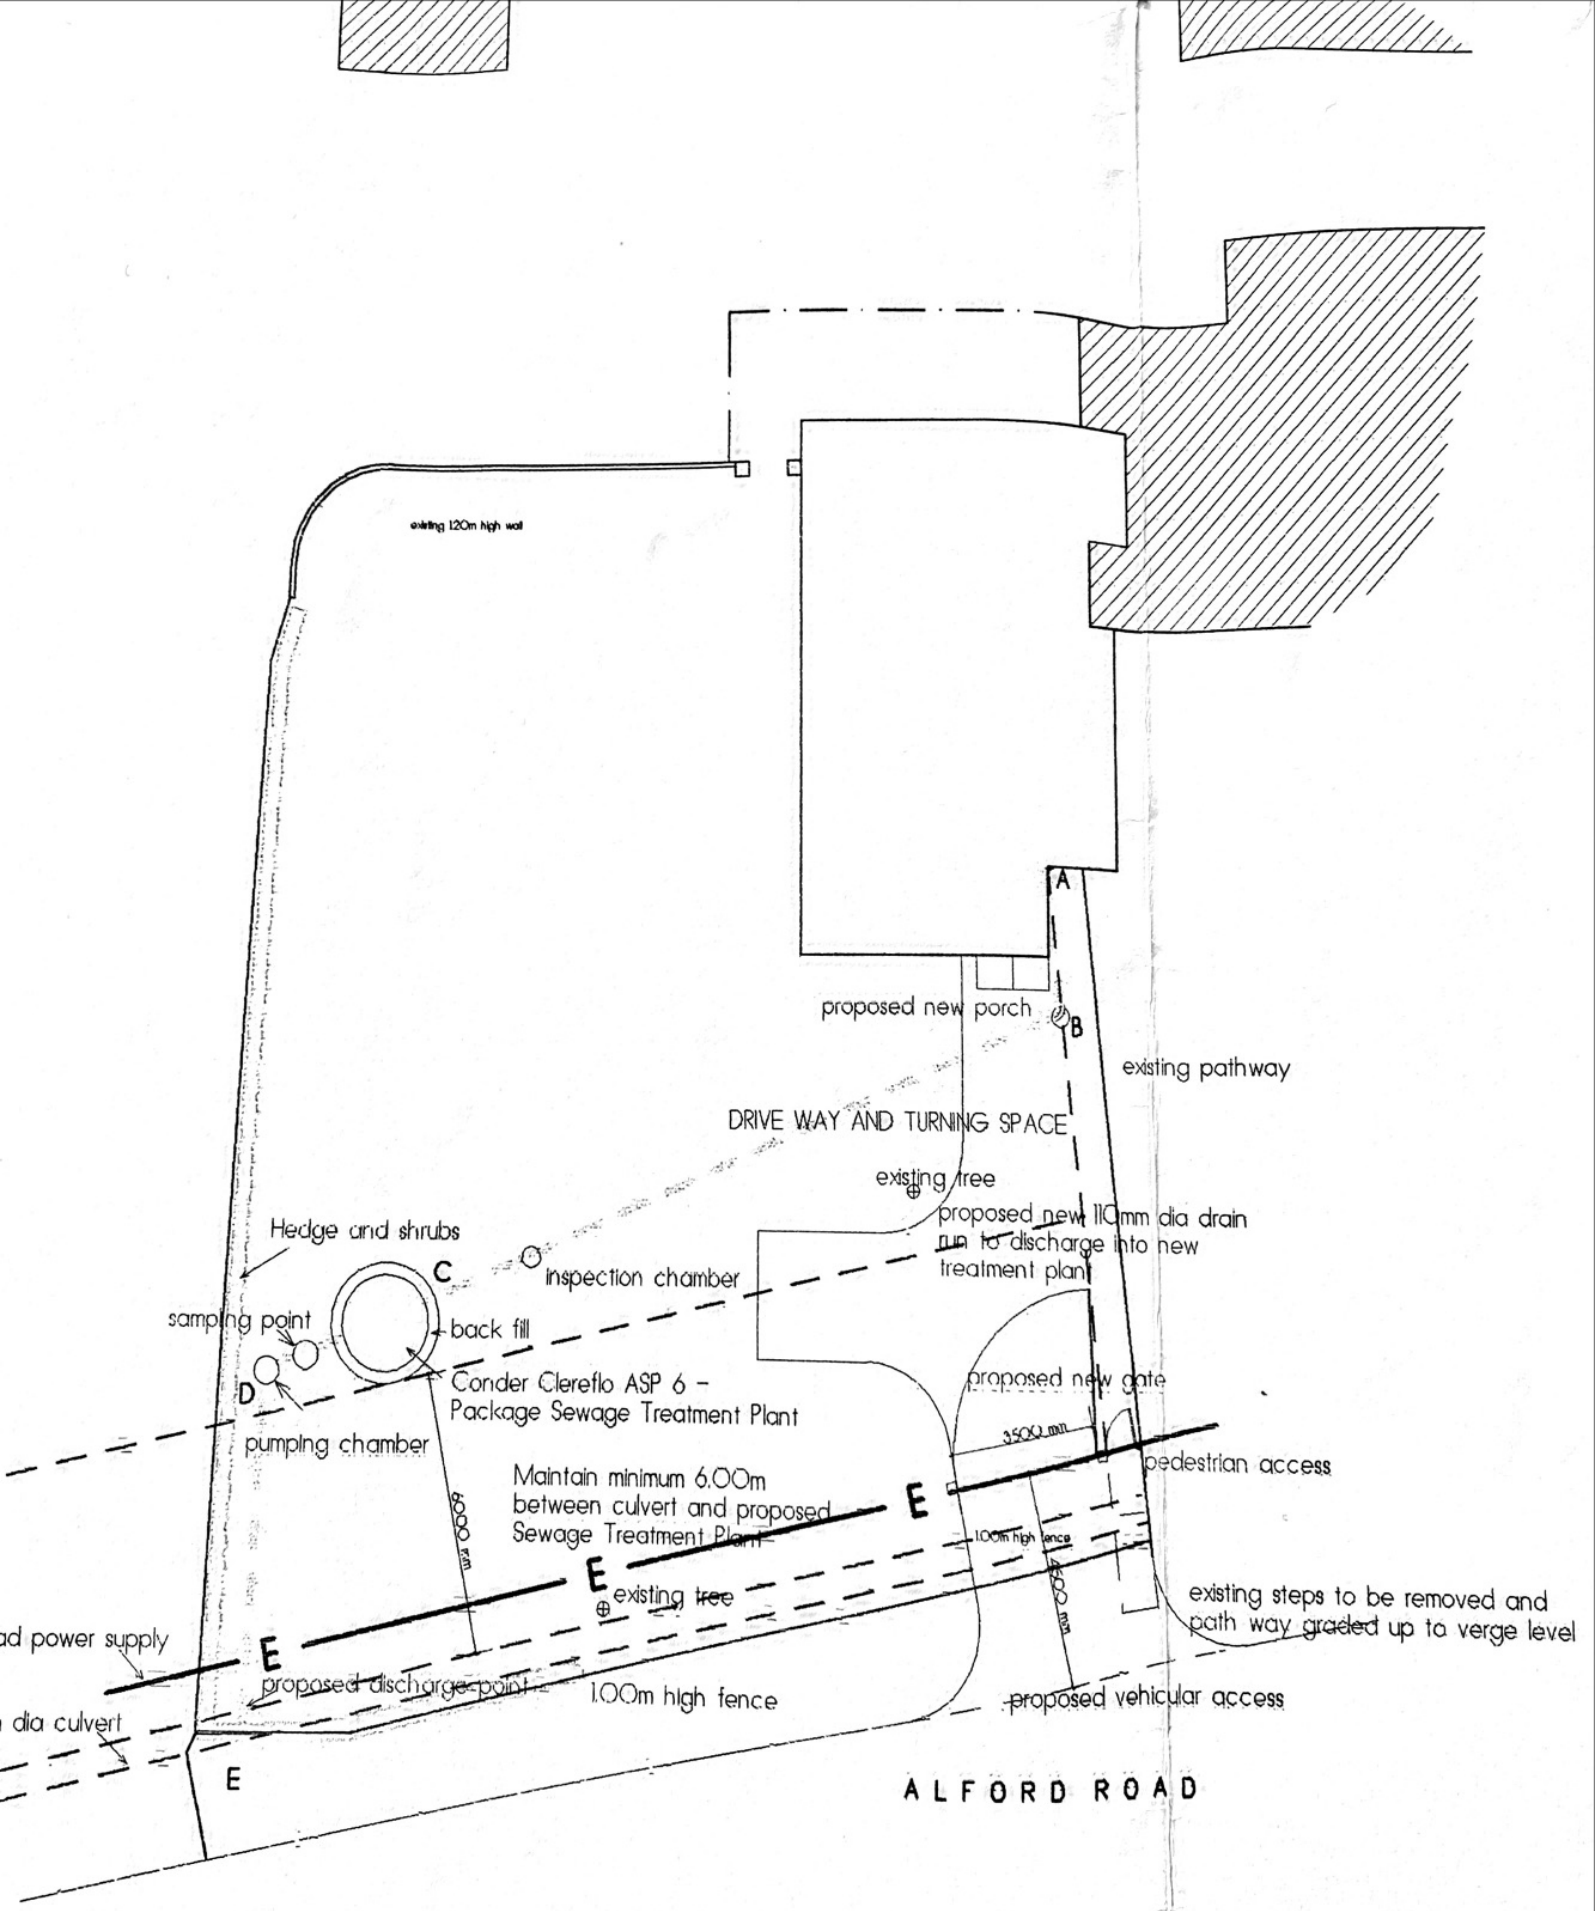 existing 1.20m high wall
A
proposed new porch
B
existing pathway
DRIVE WAY AND TURNING SPACE
existing tree
proposed new 110mm dia drain
run to discharge into new
treatment plant
Hedge and shrubs
C
inspection chamber
sampling point
back fill
D
Conder Clereflo ASP 6 -
Package Sewage Treatment Plant
pumping chamber
proposed new gate
3500 mm
pedestrian access
Maintain minimum 6.00m
between culvert and proposed
Sewage Treatment Plant
6000 mm
E
1.00m high fence
E
existing tree
4500 mm
existing steps to be removed and
path way graded up to verge level
ad power supply
E
proposed discharge point
1.00m high fence
proposed vehicular access
dia culvert
E
ALFORD ROAD